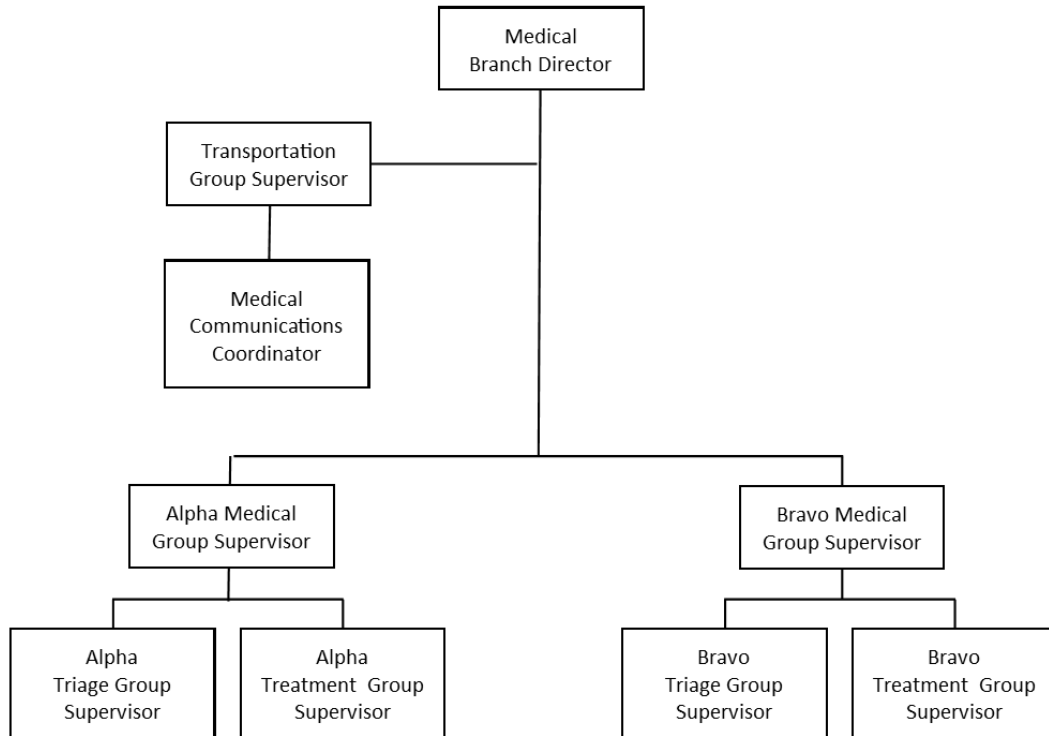 Medical
Branch Director
Transportation
Group Supervisor
Medical
Communications
Coordinator
Alpha Medical
Group Supervisor
Bravo Medical
Group Supervisor
Alpha
Triage Group
Supervisor
Alpha
Treatment  Group
Supervisor
Bravo
Triage Group
Supervisor
Bravo
Treatment  Group
Supervisor